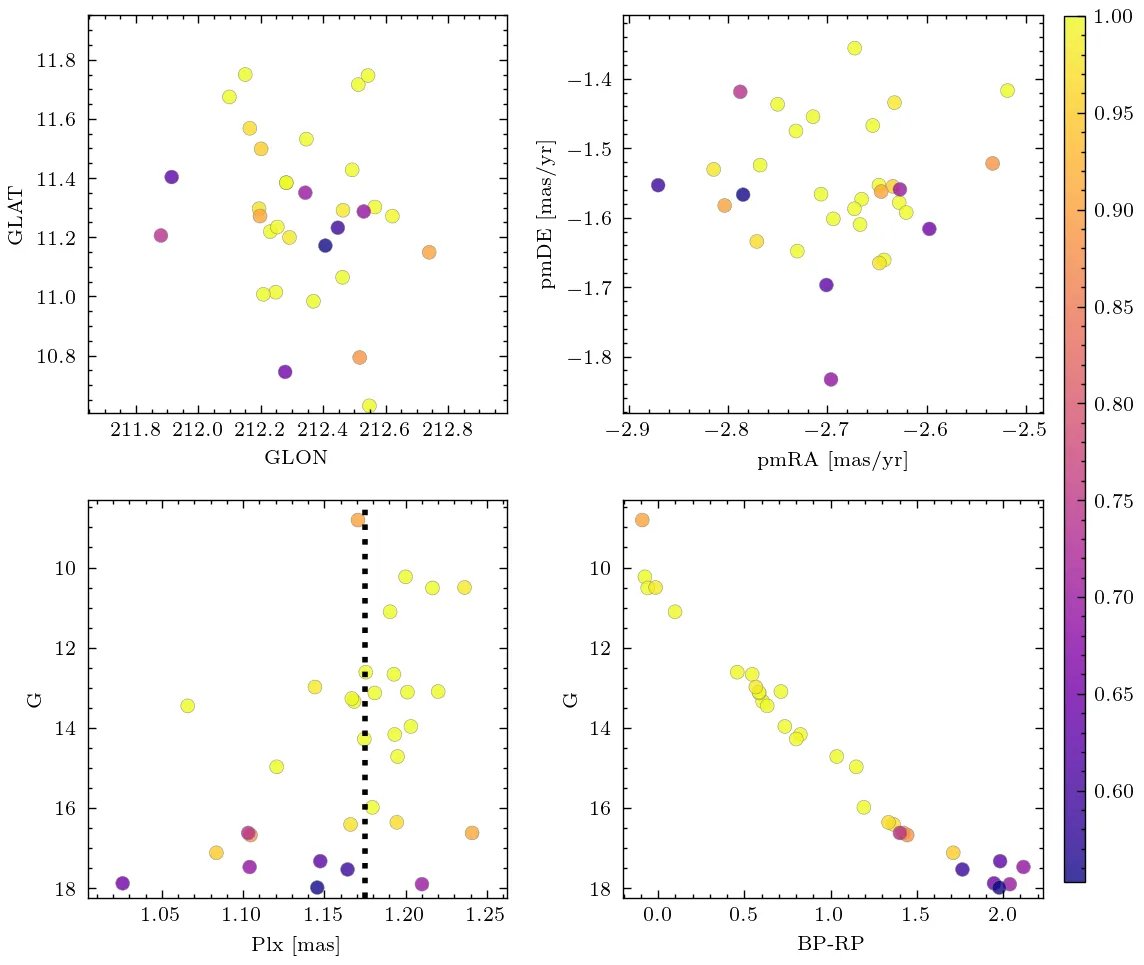 11.8
11.6
11.4
11.2
11.0
10.8
GLAT
211.8 212.0 212.2 212.4 212.6 212.8
GLON
−1.4
−1.5
−1.6
−1.7
−1.8
pmDE [mas/yr]
−2.9 −2.8 −2.7 −2.6 −2.5
pmRA [mas/yr]
10
12
14
16
18
G
1.05 1.10 1.15 1.20 1.25
Plx [mas]
10
12
14
16
18
G
0.0 0.5 1.0 1.5 2.0
BP-RP
1.00
0.95
0.90
0.85
0.80
0.75
0.70
0.65
0.60